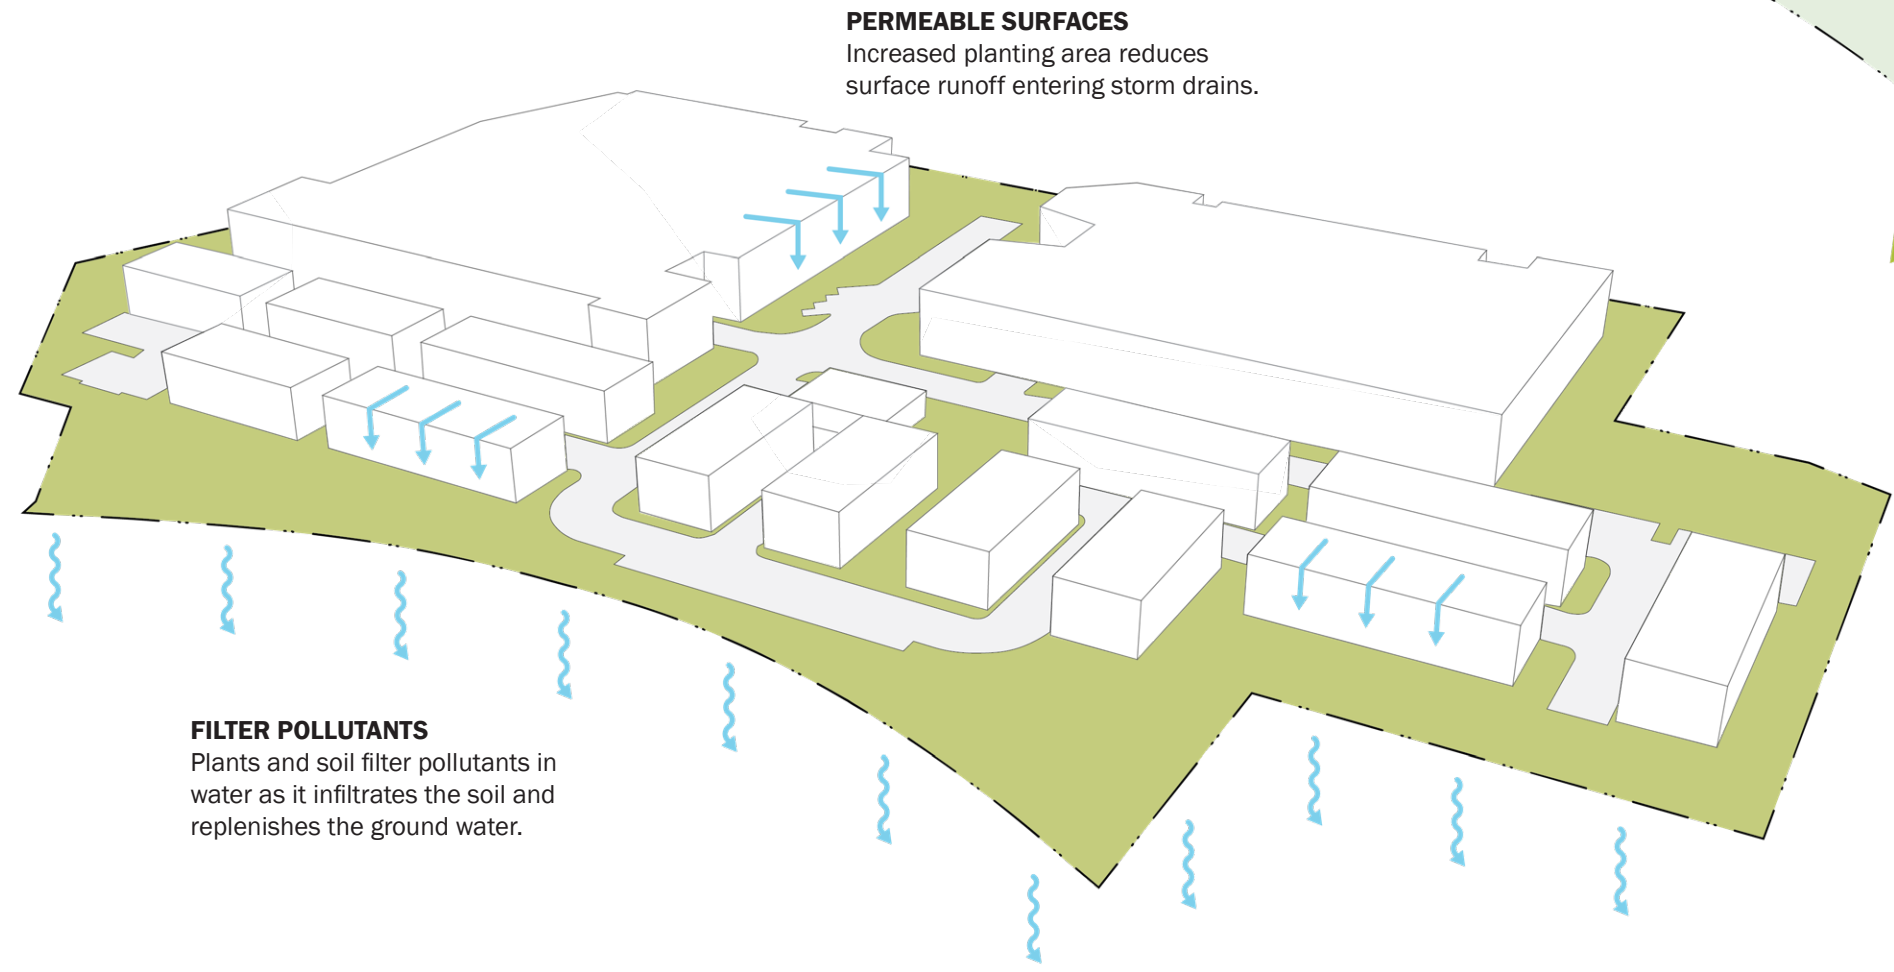 PERMEABLE SURFACES
Increased planting area reduces
surface runoff entering storm drains.
FILTER POLLUTANTS
Plants and soil filter pollutants in
water as it infiltrates the soil and
replenishes the ground water.